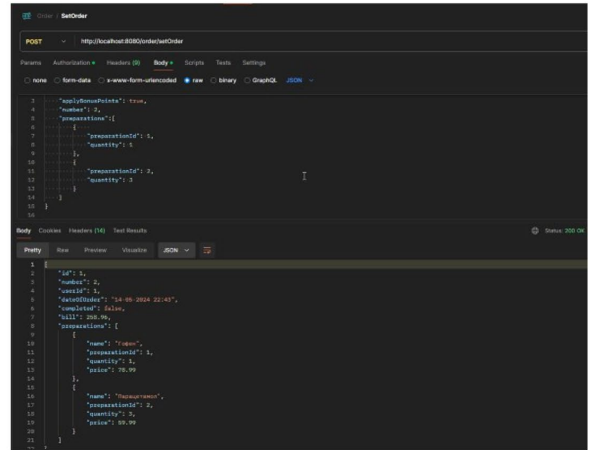 Order / SetOrder
POST http://localhost:8080/order/setOrder
Params Authorization Headers (9) Body Scripts Tests Settings
none form-data x-www-form-urlencoded raw binary GraphQL JSON
3 "applyBonusPoints": true,
4 "number": 2,
5 "preparations":[
6 {
7 "preparationId": 1,
8 "quantity": 1
9 },
10 {
11 "preparationId": 2,
12 "quantity": 3
13 }
14 ]
15 }
16
Body Cookies Headers (14) Test Results Status: 200 OK
Pretty Raw Preview Visualize JSON
1 {
2 "id": 1,
3 "number": 2,
4 "userId": 1,
5 "dateOfOrder": "14-05-2024 22:43",
6 "completed": false,
7 "bill": 258.96,
8 "preparations": [
9 {
10 "name":
11 "preparationId": 1,
12 "quantity": 1,
13 "price": 78.99
14 },
15 {
16 "name": "Парацетамол",
17 "preparationId": 2,
18 "quantity": 3,
19 "price": 59.99
20 }
21 ]
22 }